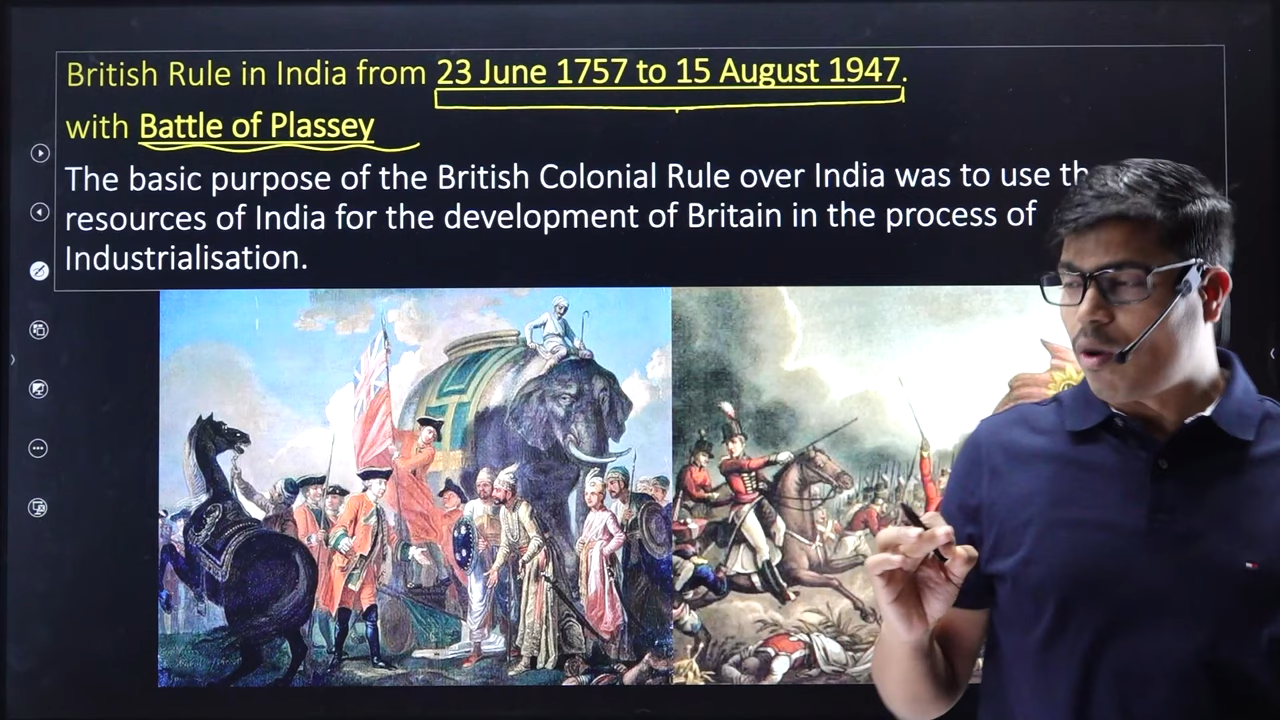 British Rule in India from 23 June 1757 to 15 August 1947.
with Battle of Plassey
The basic purpose of the British Colonial Rule over India was to use
resources of India for the development of Britain in the process of
Industrialisation.